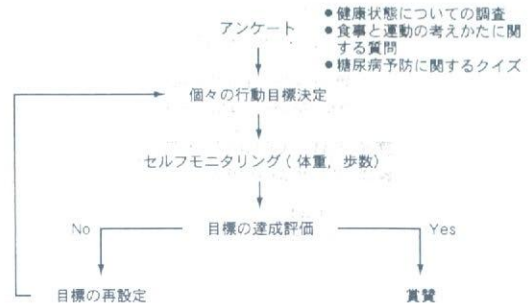 アンケート
●健康状態についての調査
●食事と運動の考えかたに関
する質問
●糖尿病予防に関するクイズ
個々の行動目標決定
セルフモニタリング(体重，歩数)
No
目標の達成評価
Yes
目標の再設定
賞賛